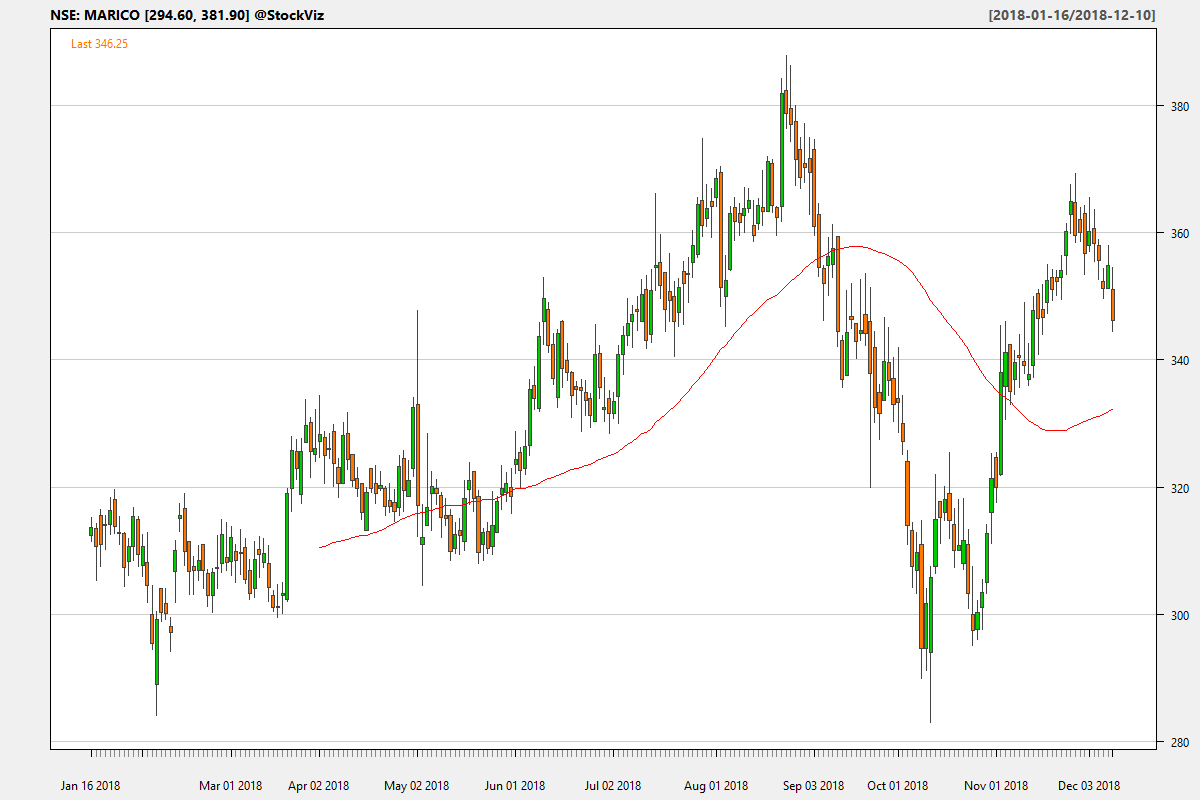 NSE: MARICO [294.60, 381.90] @StockViz
[2018-01-16/2018-12-10]
Last 346.25
380
360
340
320
300
280
Jan 16 2018
Mar 01 2018
Apr 02 2018
May 02 2018
Jun 01 2018
Jul 02 2018
Aug 01 2018
Sep 03 2018
Oct 01 2018
Nov 01 2018
Dec 03 2018